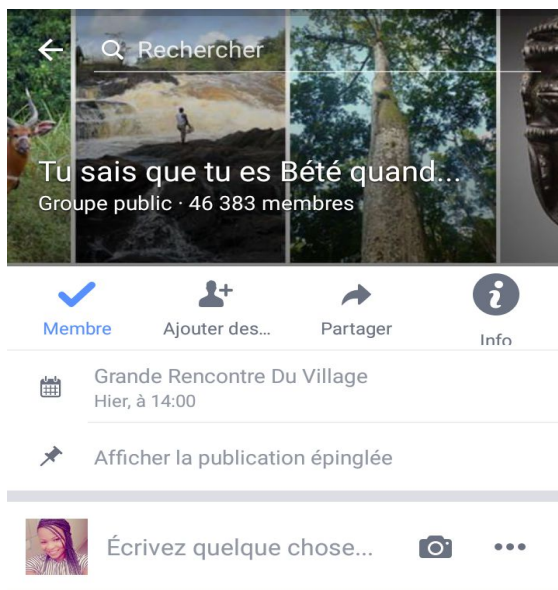 Rechercher
Tu sais que tu es Bété quand...
Groupe public · 46 383 membres
Membre
Ajouter des...
Partager
Info
Grande Rencontre Du Village
Hier, à 14:00
Afficher la publication épinglée
Écrivez quelque chose...